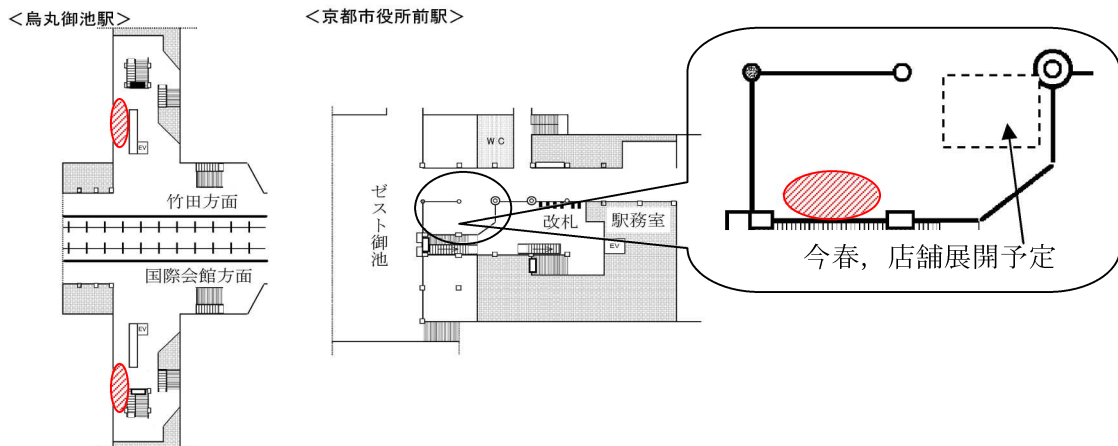 <烏丸御池駅>
EV
竹田方面
国際会館方面
EV
<京都市役所前駅>
WC
ゼスト御池
改札
駅務室
EV
今春，店舗展開予定